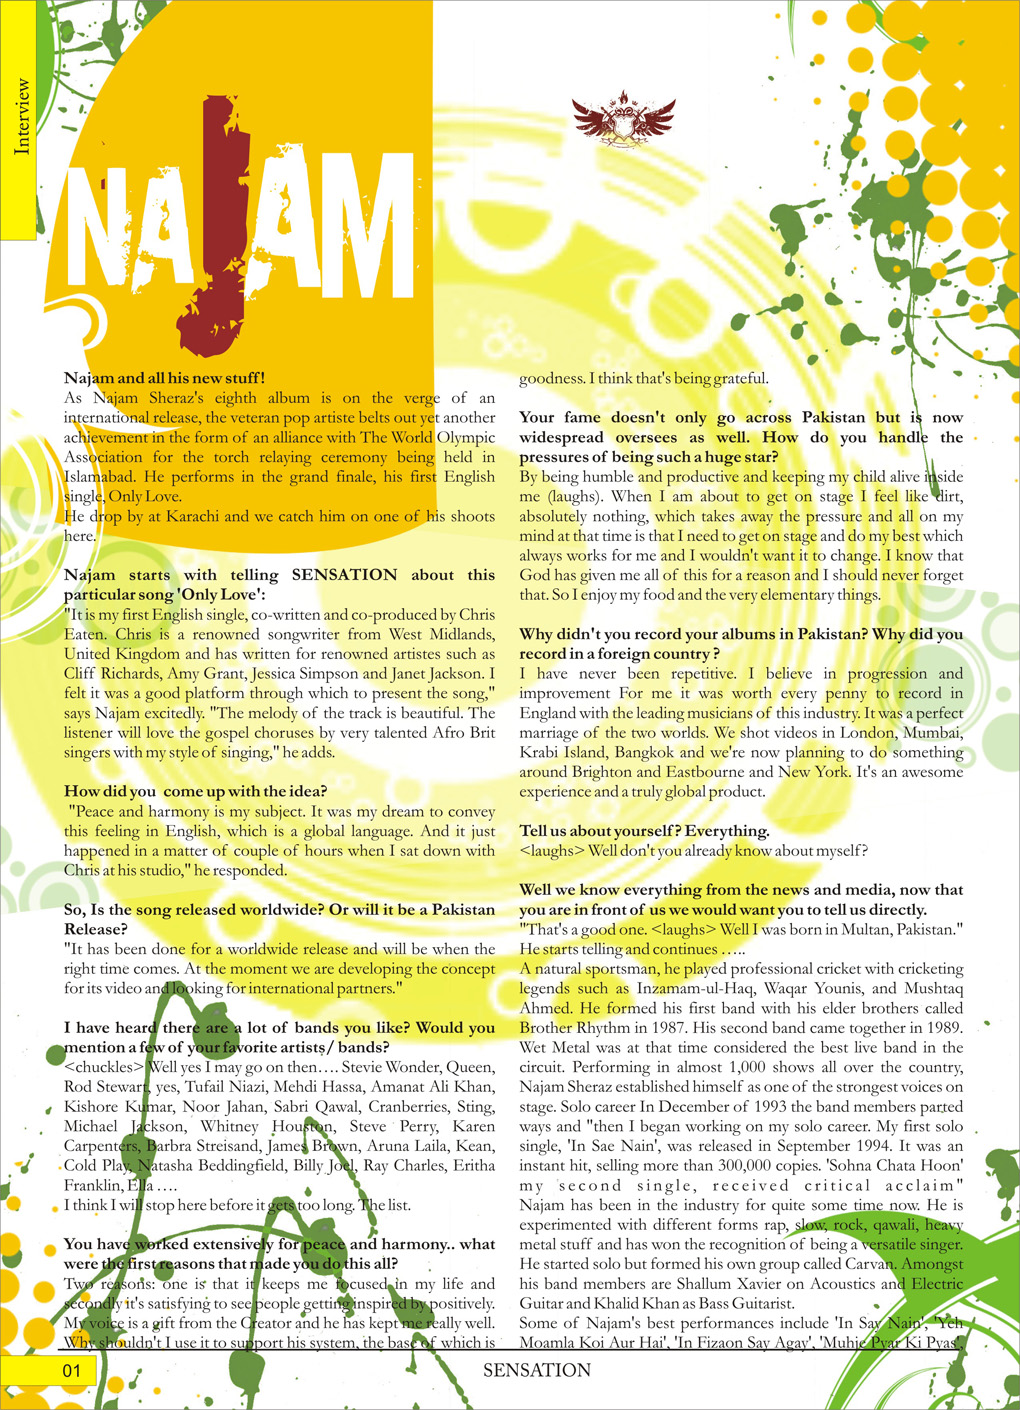 Interview
NAJAM
Najam and all his new stuff!
As Najam Sheraz's eighth album is on the verge of an
international release, the veteran pop artiste belts out yet another
achievement in the form of an alliance with The World Olympic
Association for the torch relaying ceremony being held in
Islamabad. He performs in the grand finale, his first English
single, Only Love.
He drop by at Karachi and we catch him on one of his shoots
here.
Najam starts with telling SENSATION about this
particular song 'Only Love':
"It is my first English single, co-written and co-produced by Chris
Eaten. Chris is a renowned songwriter from West Midlands,
United Kingdom and has written for renowned artistes such as
Cliff Richards, Amy Grant, Jessica Simpson and Janet Jackson. I
felt it was a good platform through which to present the song,"
says Najam excitedly. "The melody of the track is beautiful. The
listener will love the gospel choruses by very talented Afro Brit
singers with my style of singing," he adds.
How did you come up with the idea?
"Peace and harmony is my subject. It was my dream to convey
this feeling in English, which is a global language. And it just
happened in a matter of couple of hours when I sat down with
Chris at his studio," he responded.
So, Is the song released worldwide? Or will it be a Pakistan
Release?
"It has been done for a worldwide release and will be when the
right time comes. At the moment we are developing the concept
for its video and looking for international partners."
I have heard there are a lot of bands you like? Would you
mention a few of your favorite artists/ bands?
<chuckles> Well yes I may go on then…. Stevie Wonder, Queen,
Rod Stewart, yes, Tufail Niazi, Mehdi Hassa, Amanat Ali Khan,
Kishore Kumar, Noor Jahan, Sabri Qawal, Cranberries, Sting,
Michael Jackson, Whitney Houston, Steve Perry, Karen
Carpenters, Barbra Streisand, James Brown, Aruna Laila, Kean,
Cold Play, Natasha Beddingfield, Billy Joel, Ray Charles, Eritha
Franklin, Ella ….
I think I will stop here before it gets too long. The list.
You have worked extensively for peace and harmony.. what
were the first reasons that made you do this all?
Two reasons: one is that it keeps me focused in my life and
secondly it's satisfying to see people getting inspired by positively.
My voice is a gift from the Creator and he has kept me really well.
Why shouldn't I use it to support his system, the base of which is
goodness. I think that's being grateful.
Your fame doesn't only go across Pakistan but is now
widespread oversees as well. How do you handle the
pressures of being such a huge star?
By being humble and productive and keeping my child alive inside
me (laughs). When I am about to get on stage I feel like dirt,
absolutely nothing, which takes away the pressure and all on my
mind at that time is that I need to get on stage and do my best which
always works for me and I wouldn't want it to change. I know that
God has given me all of this for a reason and I should never forget
that. So I enjoy my food and the very elementary things.
Why didn't you record your albums in Pakistan? Why did you
record in a foreign country ?
I have never been repetitive. I believe in progression and
improvement For me it was worth every penny to record in
England with the leading musicians of this industry. It was a perfect
marriage of the two worlds. We shot videos in London, Mumbai,
Krabi Island, Bangkok and we're now planning to do something
around Brighton and Eastbourne and New York. It's an awesome
experience and a truly global product.
Tell us about yourself? Everything.
<laughs> Well don't you already know about myself?
Well we know everything from the news and media, now that
you are in front of us we would want you to tell us directly.
"That's a good one. <laughs> Well I was born in Multan, Pakistan."
He starts telling and continues …..
A natural sportsman, he played professional cricket with cricketing
legends such as Inzamam-ul-Haq, Waqar Younis, and Mushtaq
Ahmed. He formed his first band with his elder brothers called
Brother Rhythm in 1987. His second band came together in 1989.
Wet Metal was at that time considered the best live band in the
circuit. Performing in almost 1,000 shows all over the country,
Najam Sheraz established himself as one of the strongest voices on
stage. Solo career In December of 1993 the band members parted
ways and "then I began working on my solo career. My first solo
single, 'In Sae Nain', was released in September 1994. It was an
instant hit, selling more than 300,000 copies. 'Sohna Chata Hoon'
my second single, received critical acclaim"
Najam has been in the industry for quite some time now. He is
experimented with different forms rap, slow, rock, qawali, heavy
metal stuff and has won the recognition of being a versatile singer.
He started solo but formed his own group called Carvan. Amongst
his band members are Shallum Xavier on Acoustics and Electric
Guitar and Khalid Khan as Bass Guitarist.
Some of Najam's best performances include 'In Say Nain', 'Yeh
Moamla Koi Aur Hai', 'In Fizaon Say Agay', 'Muhje Pyar Ki Pyas',
01
SENSATION